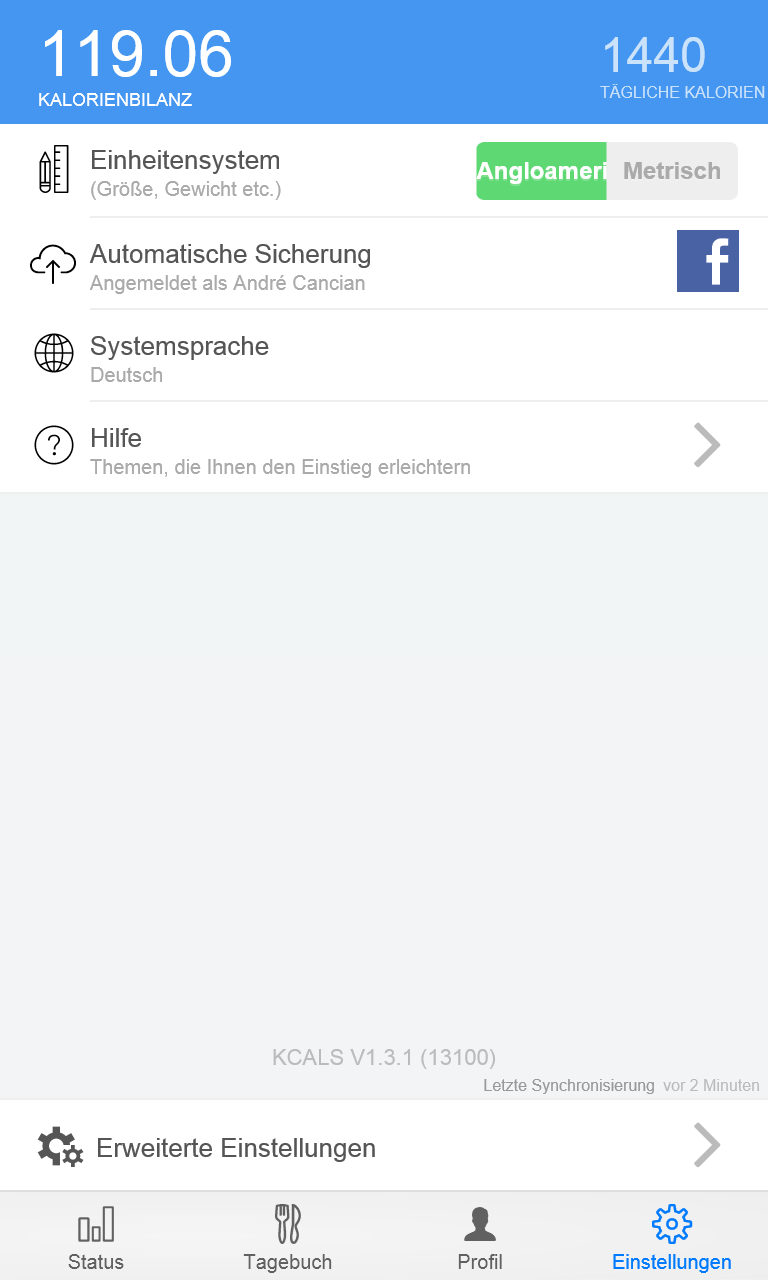 119.06
KALORIENBILANZ
1440
TÄGLICHE KALORIEN
Einheitensystem
(Größe, Gewicht etc.)
Angloameri
Metrisch
Automatische Sicherung
Angemeldet als André Cancian
f
Systemsprache
Deutsch
?
Hilfe
Themen, die Ihnen den Einstieg erleichtern
KCALS V1.3.1 (13100)
Letzte Synchronisierung vor 2 Minuten
Erweiterte Einstellungen
Status
Tagebuch
Profil
Einstellungen